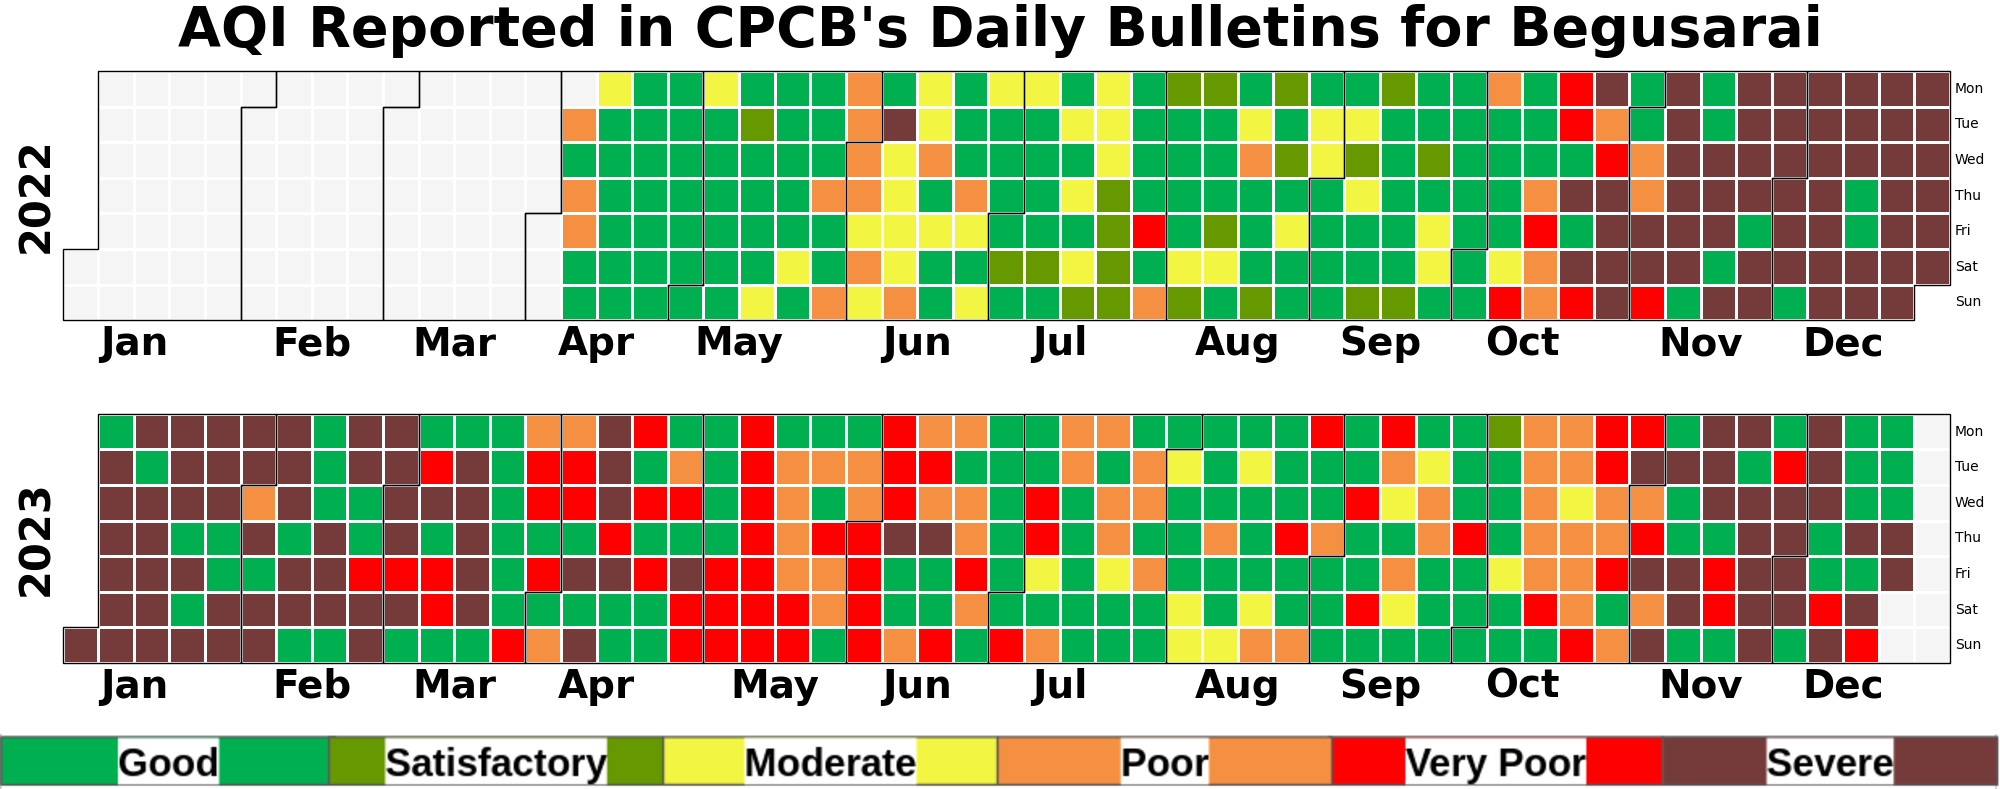 AQI Reported in CPCB's Daily Bulletins for Begusarai
2022
Mon
Tue
Wed
Thu
Fri
Sat
Sun
Jan Feb Mar Apr May Jun Jul Aug Sep Oct Nov Dec
2023
Mon
Tue
Wed
Thu
Fri
Sat
Sun
Jan Feb Mar Apr May Jun Jul Aug Sep Oct Nov Dec
Good Satisfactory Moderate Poor Very Poor Severe